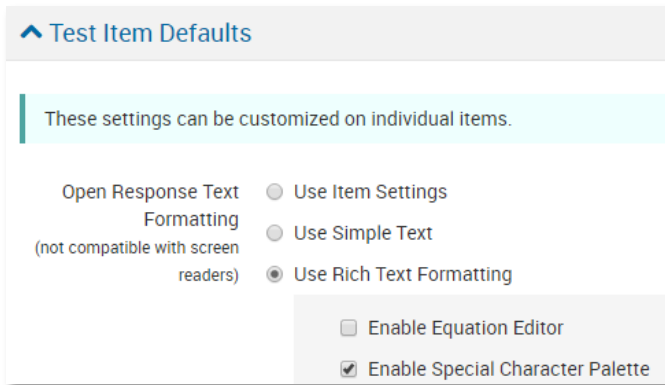 Test Item Defaults
These settings can be customized on individual items.
Open Response Text
Formatting
(not compatible with screen
readers)
Use Item Settings
Use Simple Text
Use Rich Text Formatting
Enable Equation Editor
Enable Special Character Palette